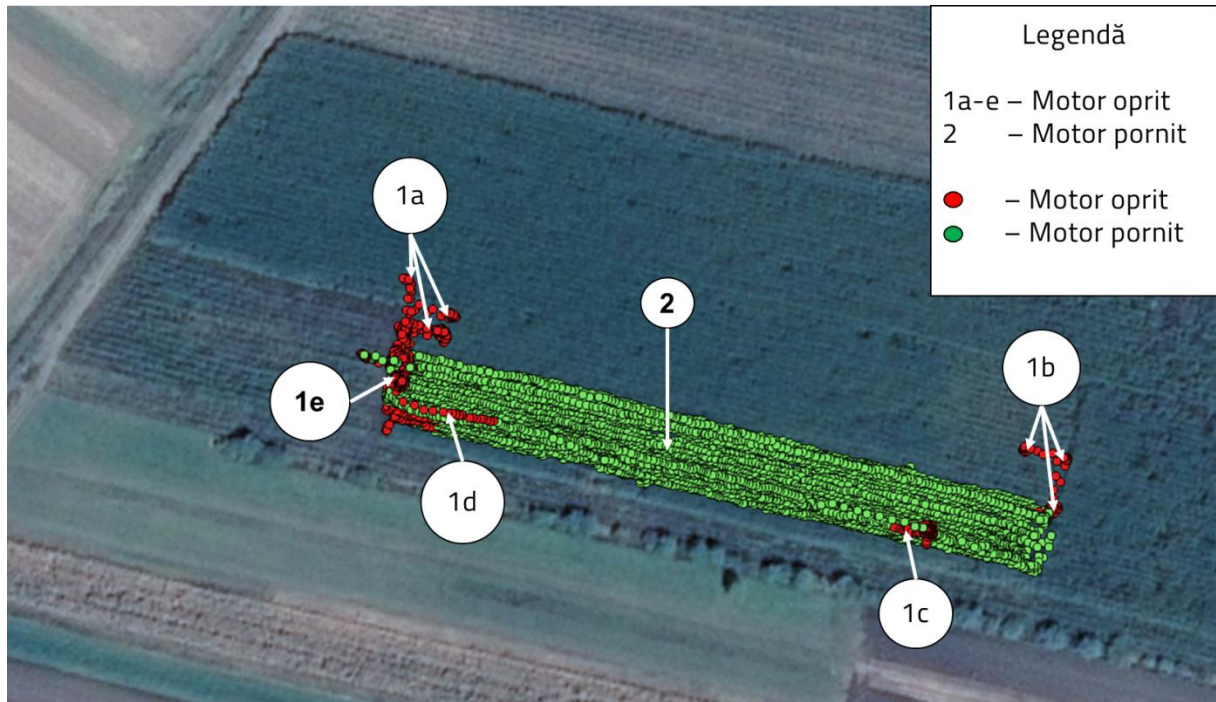 Legendă
1a-e – Motor oprit
2 – Motor pornit
– Motor oprit
– Motor pornit
1a
2
1b
1e
1d
1c